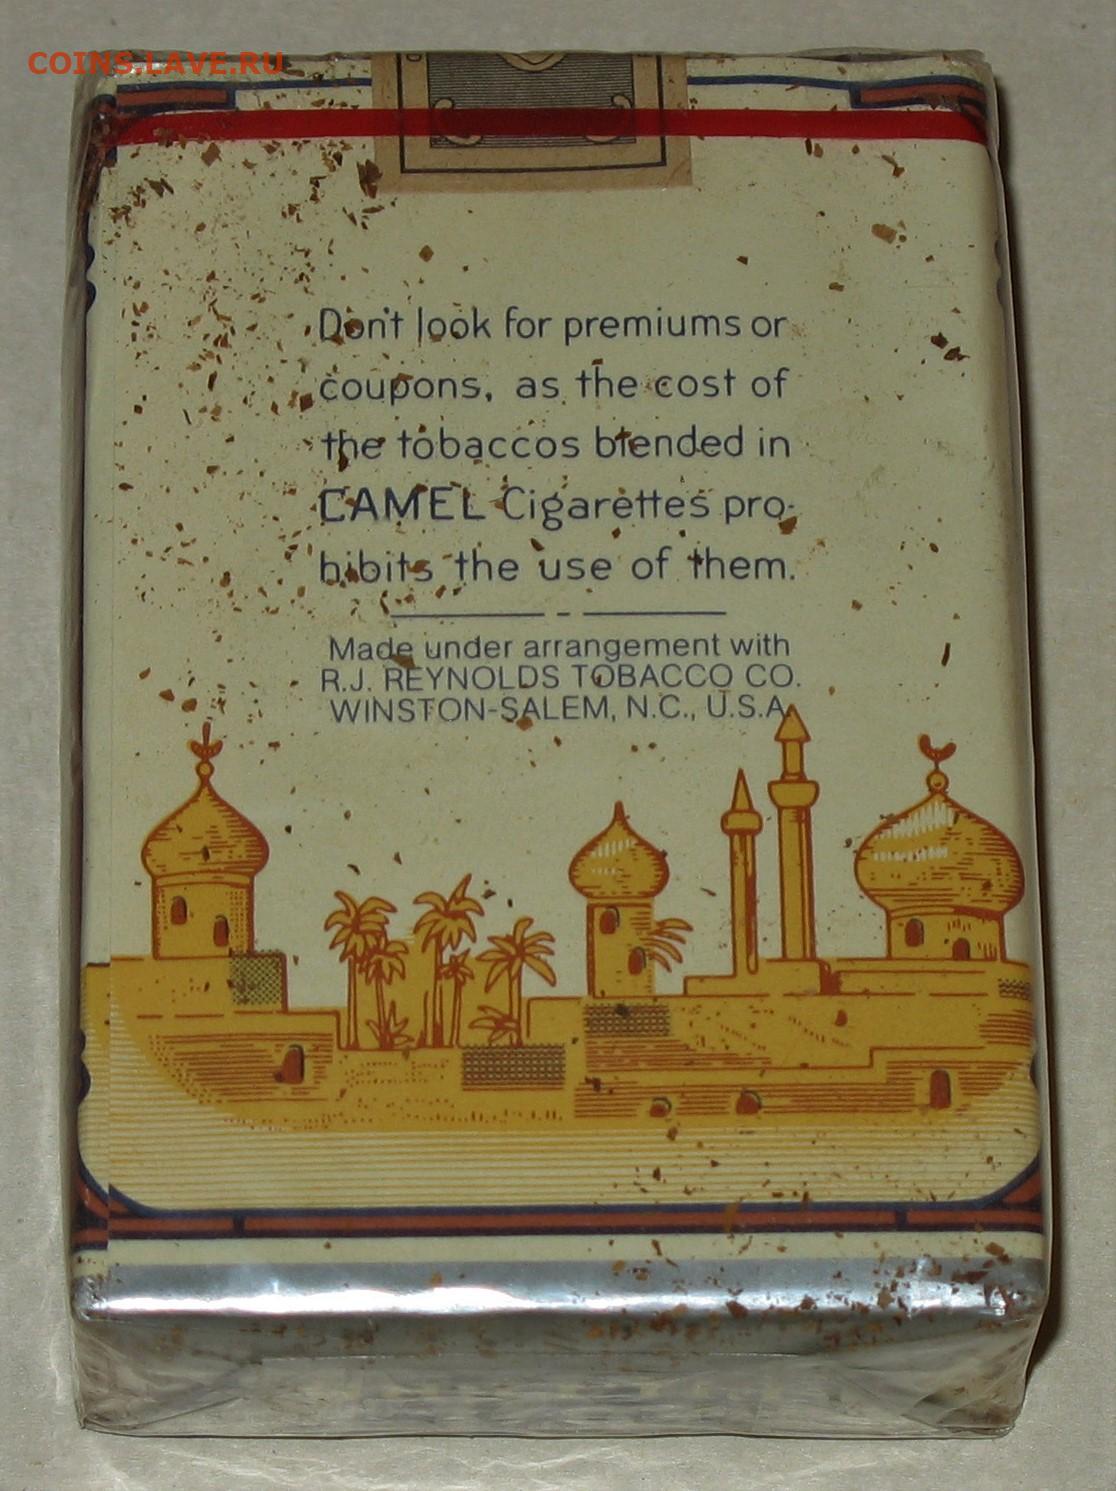 COINS.LAVE.RU
Don't look for premiums or
coupons, as the cost of
the tobaccos blended in
CAMEL Cigarettes pro-
hibits the use of them.
Made under arrangement with
R.J. REYNOLDS TOBACCO CO.
WINSTON-SALEM, N.C., U.S.A.